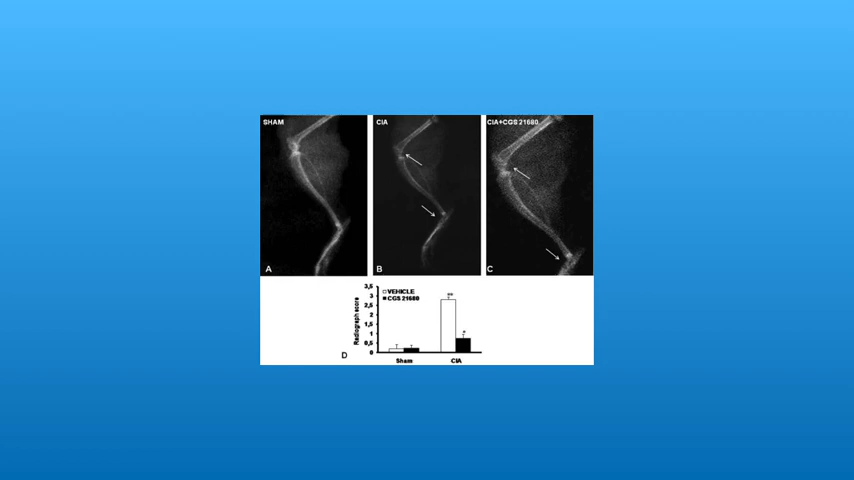 SHAM
CIA
CIA+CGS 21680
A
B
C
3,5
3
2,5
2
1,5
1
0,5
0
Radiograph score
VEHICLE
CGS 21680
**
*
D
Sham
CIA